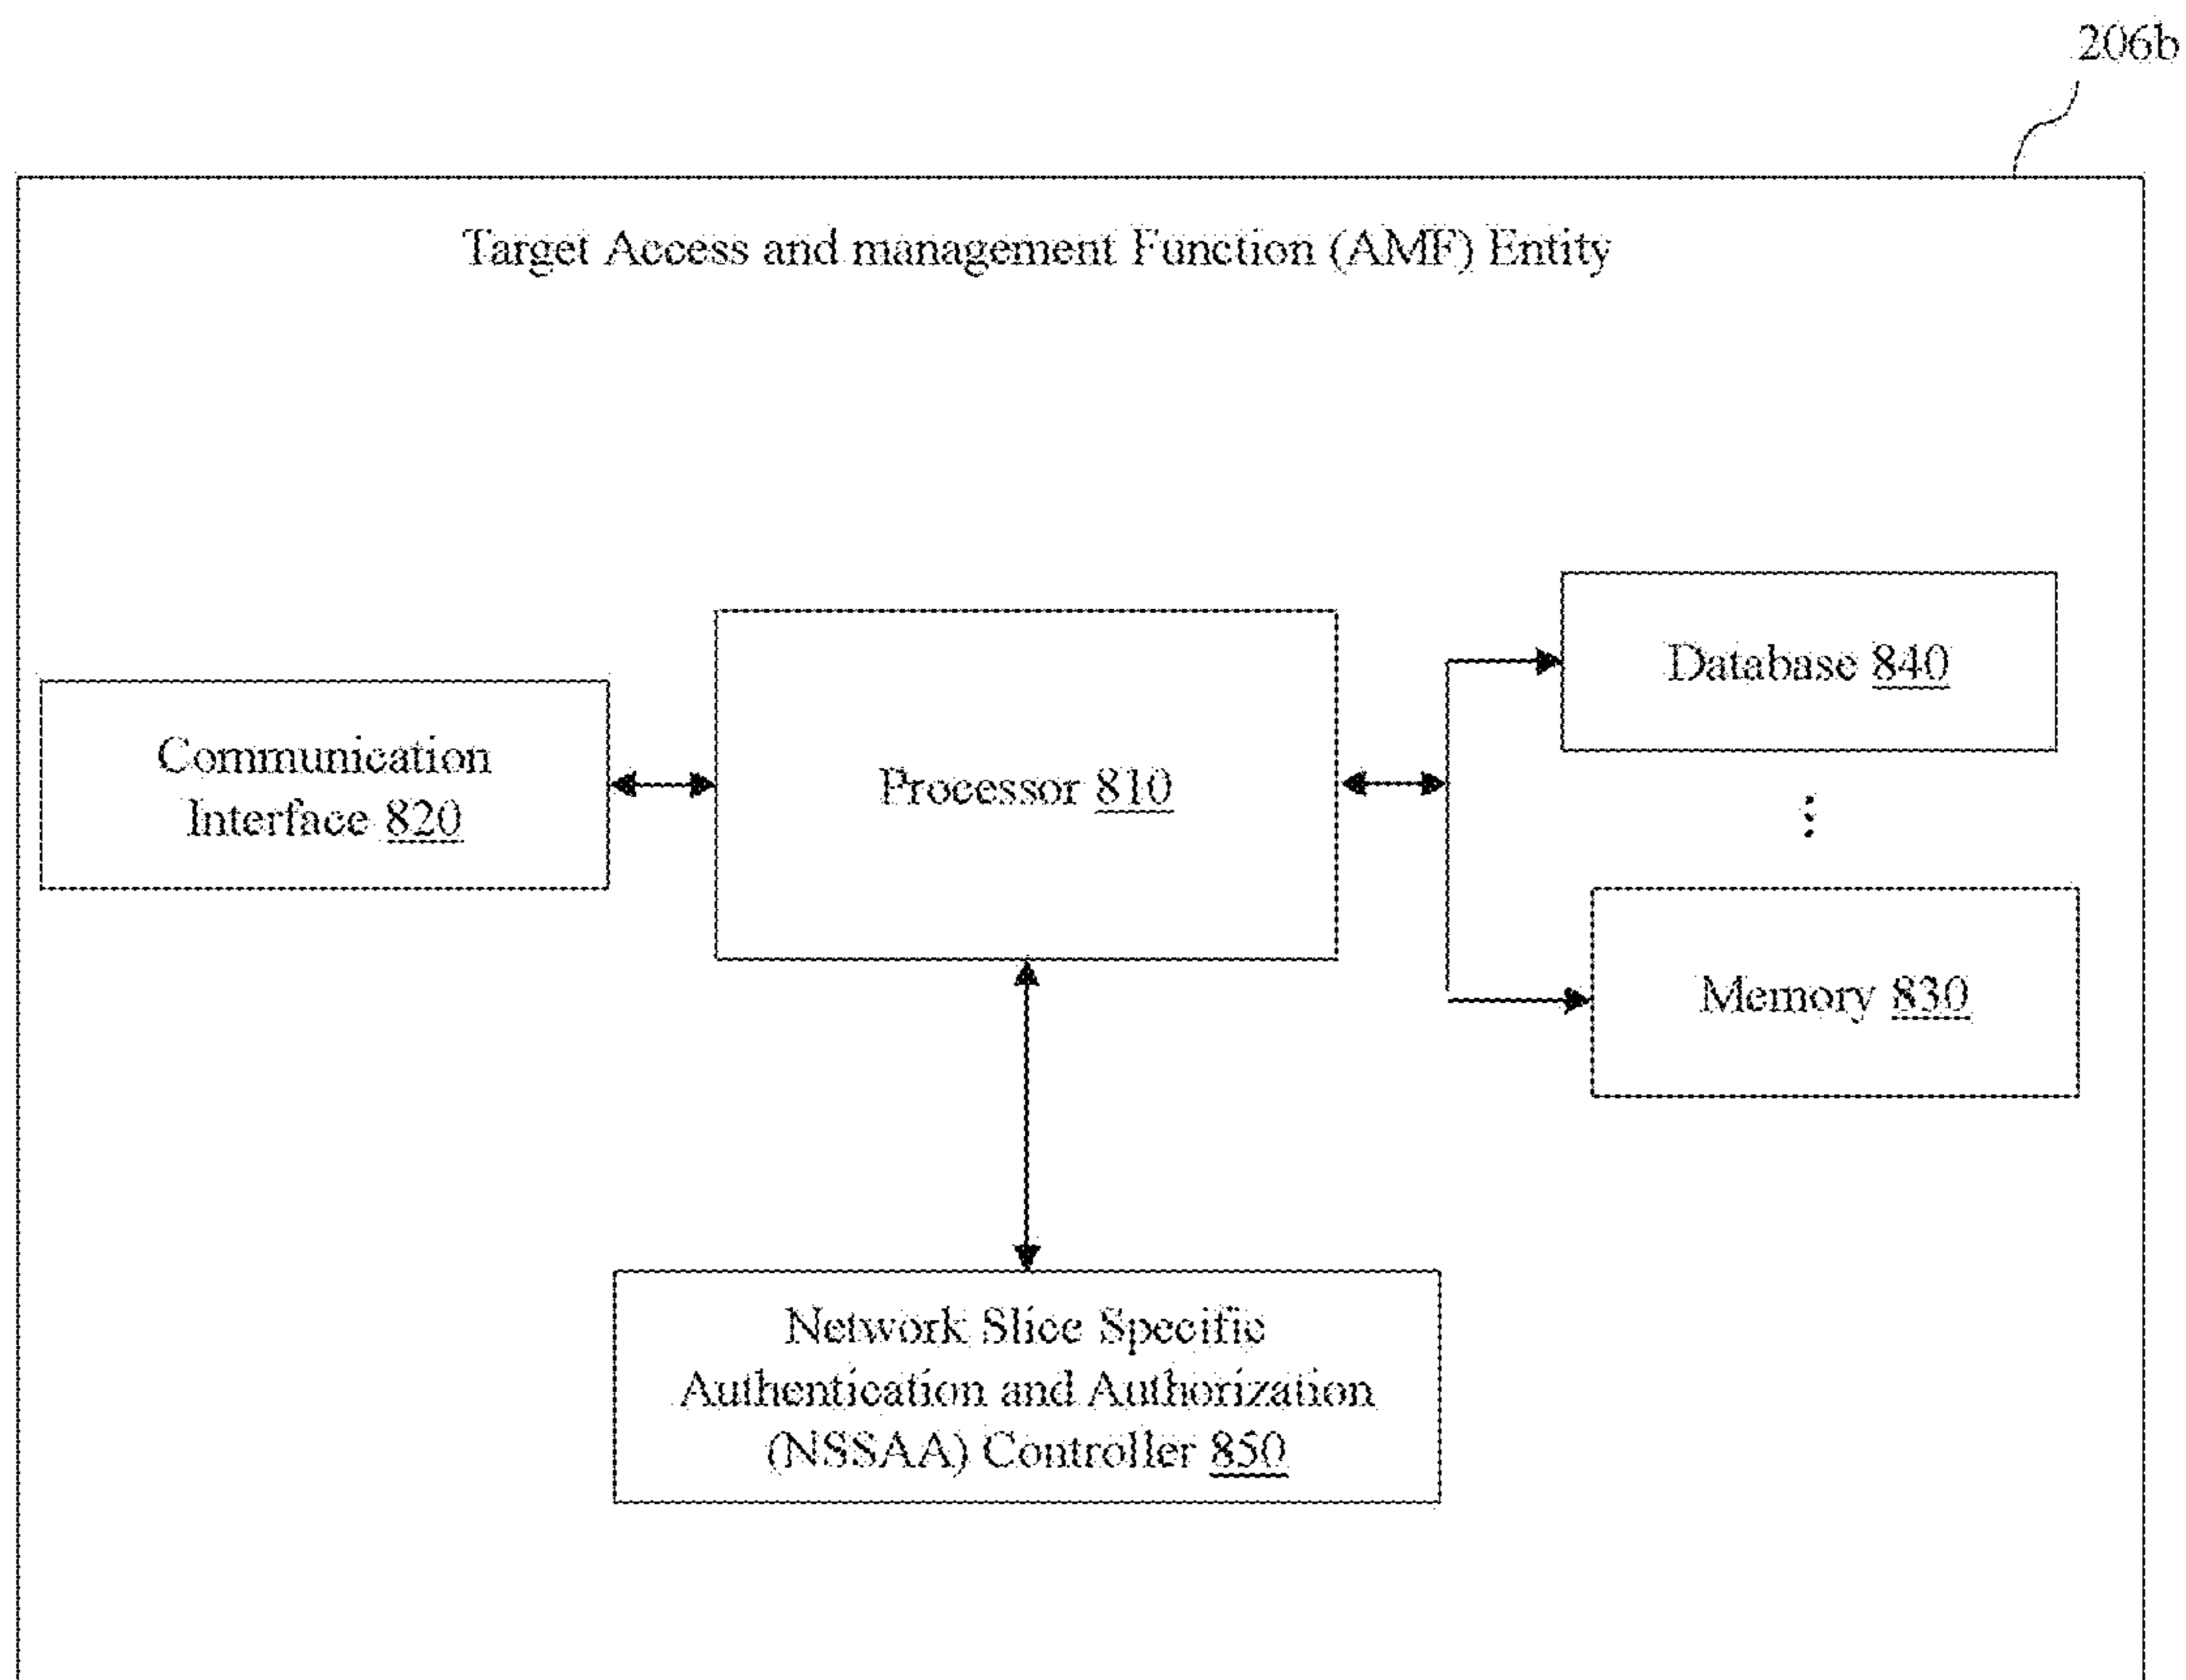 206b
Target Access and management Function (AMF) Entity
Communication
Interface 820
Processor 810
Database 840
Memory 830
Network Slice Specific
Authentication and Authorization
(NSSAA) Controller 850